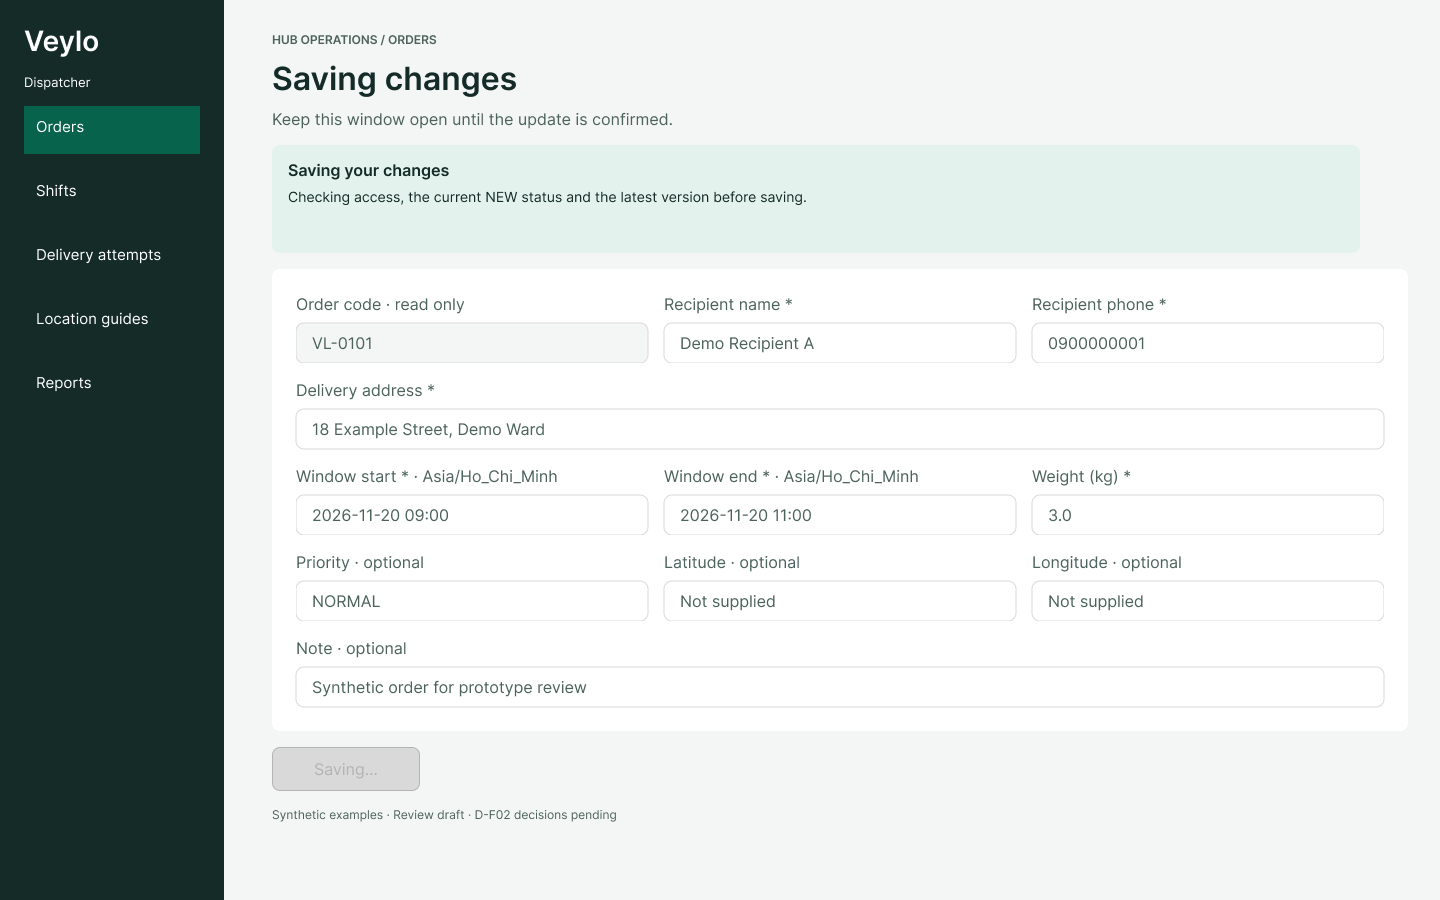 Veylo
Dispatcher
Orders
Shifts
Delivery attempts
Location guides
Reports
HUB OPERATIONS / ORDERS
Saving changes
Keep this window open until the update is confirmed.
Saving your changes
Checking access, the current NEW status and the latest version before saving.
Order code · read only
VL-0101
Recipient name *
Demo Recipient A
Recipient phone *
0900000001
Delivery address *
18 Example Street, Demo Ward
Window start * · Asia/Ho_Chi_Minh
2026-11-20 09:00
Window end * · Asia/Ho_Chi_Minh
2026-11-20 11:00
Weight (kg) *
3.0
Priority · optional
NORMAL
Latitude · optional
Not supplied
Longitude · optional
Not supplied
Note · optional
Synthetic order for prototype review
Saving...
Synthetic examples · Review draft · D-F02 decisions pending